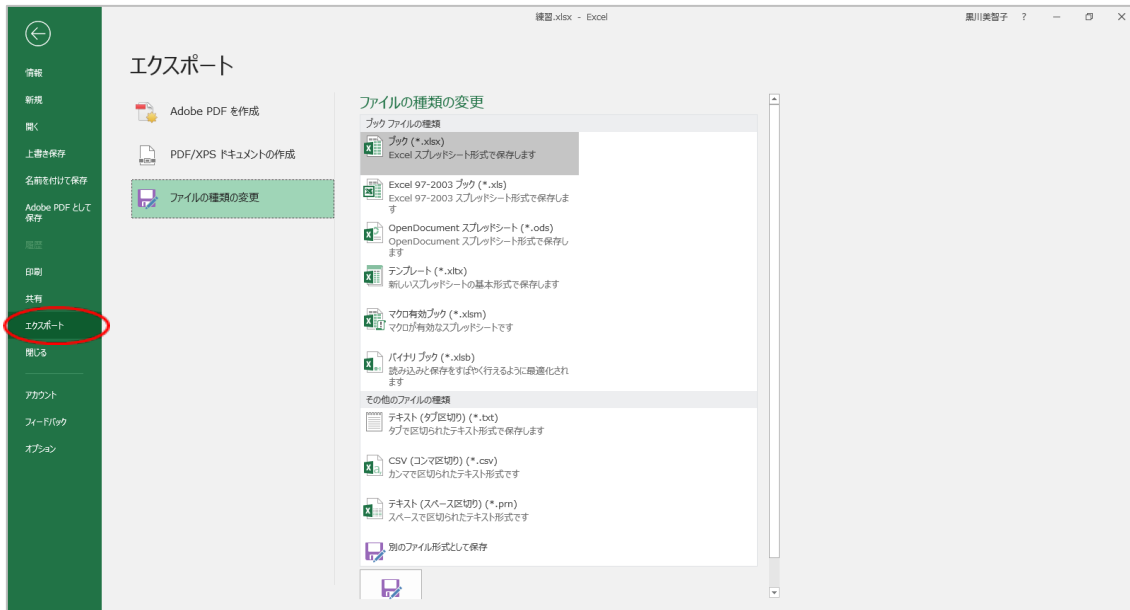 練習.xlsx - Excel
黒川美智子 ?
エクスポート
情報
新規
開く
上書き保存
名前を付けて保存
Adobe PDF として
保存
履歴
印刷
共有
エクスポート
閉じる
アカウント
フィードバック
オプション
Adobe PDF を作成
PDF/XPS ドキュメントの作成
ファイルの種類の変更
ファイルの種類の変更
ブック ファイルの種類
ブック (*.xlsx)
Excel スプレッドシート形式で保存します
Excel 97-2003 ブック (*.xls)
Excel 97-2003 スプレッドシート形式で保存しま
す
OpenDocument スプレッドシート (*.ods)
OpenDocument スプレッドシート形式で保存し
ます
テンプレート (*.xltx)
新しいスプレッドシートの基本形式で保存します
マクロ有効ブック (*.xlsm)
マクロが有効なスプレッドシートです
バイナリ ブック (*.xlsb)
読み込みと保存をすばやく行えるように最適化され
ます
その他のファイルの種類
テキスト (タブ区切り) (*.txt)
タブで区切られたテキスト形式で保存します
CSV (コンマ区切り) (*.csv)
カンマで区切られたテキスト形式です
テキスト (スペース区切り) (*.prn)
スペースで区切られたテキスト形式です
別のファイル形式として保存